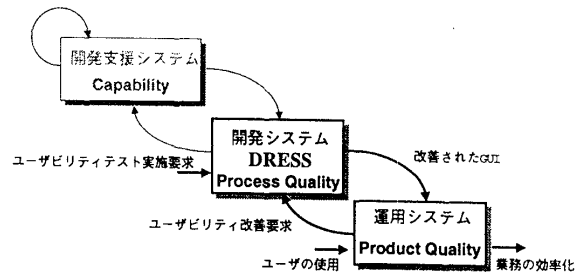 開発支援システム
Capability
開発システム
DRESS
Process Quality
ユーザビリティテスト実施要求
改善されたGUI
ユーザビリティ改善要求
運用システム
Product Quality
ユーザの使用
業務の効率化